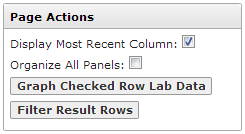 Page Actions
Display Most Recent Column:
Organize All Panels:
Graph Checked Row Lab Data
Filter Result Rows